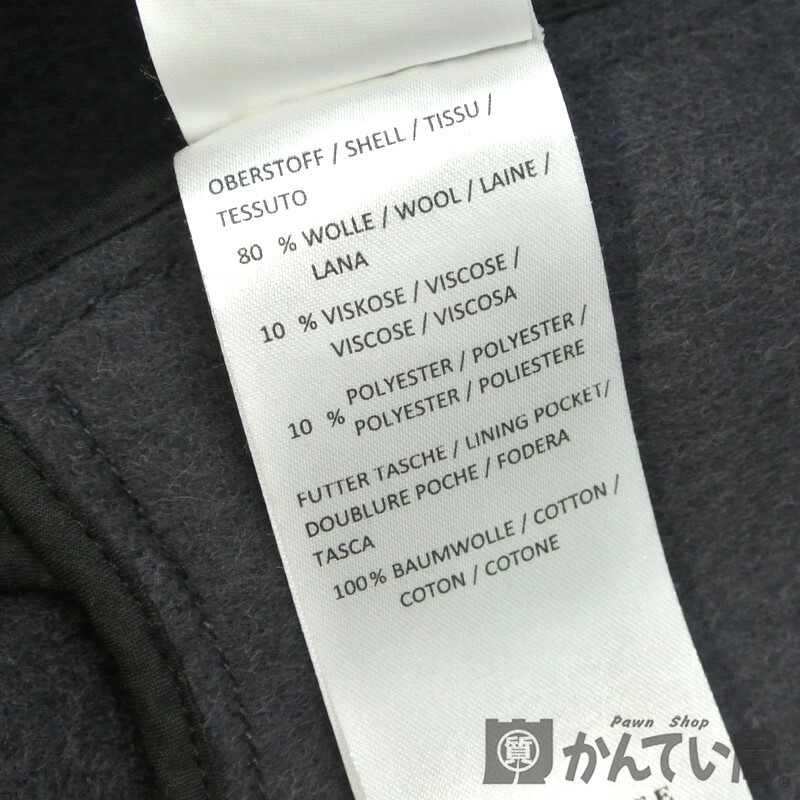 OBERSTOFF / SHELL / TISSU /
TESSUTO
80 % WOLLE / WOOL / LAINE /
LANA
10 % VISKOSE / VISCOSE /
VISCOSE / VISCOSA
10 % POLYESTER / POLYESTER /
POLYESTER / POLIESTERE
FUTTER TASCHE / LINING POCKET/
DOUBLURE POCHE / FODERA
TASCA
100% BAUMWOLLE / COTTON /
COTON / COTONE
Pawn Shop
質 かんてい局